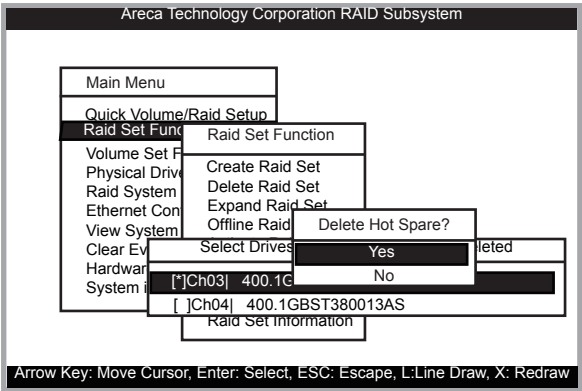 Areca Technology Corporation RAID Subsystem
Main Menu
Quick Volume/Raid Setup
Raid Set Func
Volume Set F
Physical Drive
Raid System
Ethernet Con
View System
Clear Ev
Hardwar
System i
Raid Set Function
Create Raid Set
Delete Raid Set
Expand Raid Set
Offline Raid
Raid Set Information
Select Drives
eted
[*]Ch03| 400.1G
[ ]Ch04| 400.1GBST380013AS
Delete Hot Spare?
Yes
No
Arrow Key: Move Cursor, Enter: Select, ESC: Escape, L:Line Draw, X: Redraw